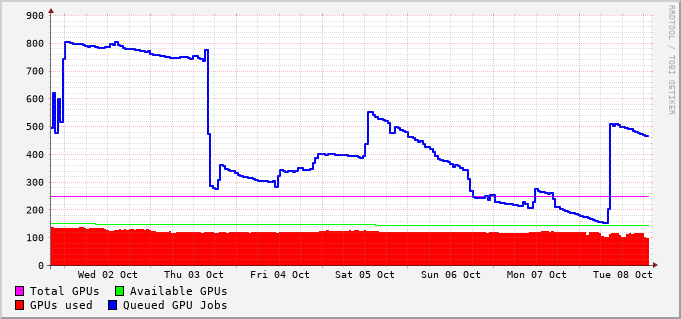 900
800
700
600
500
400
300
200
100
0
Wed 02 Oct Thu 03 Oct Fri 04 Oct Sat 05 Oct Sun 06 Oct Mon 07 Oct Tue 08 Oct
Total GPUs Available GPUs
GPUs used Queued GPU Jobs
RRDTOOL / TOBI OETIKER